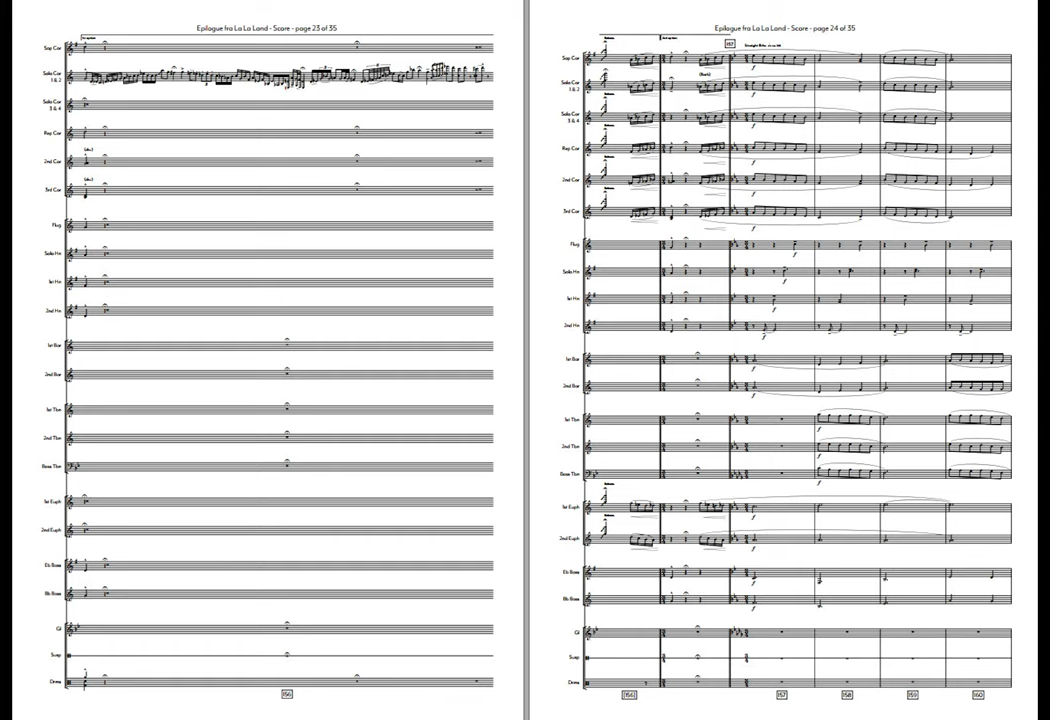 Epilogue fra La La Land - Score - page 23 of 35
Sop Cor
Solo Cor
1 & 2
Solo Cor
3 & 4
Rep Cor
2nd Cor
3rd Cor
Flug
Solo Hn
1st Hn
2nd Hn
1st Bar
2nd Bar
1st Tbn
2nd Tbn
Bass Tbn
1st Euph
2nd Euph
Eb Bass
Bb Bass
Gl
Susp
Drums
156
Epilogue fra La La Land - Score - page 24 of 35
157
Sop Cor
Solo Cor
1 & 2
Solo Cor
3 & 4
Rep Cor
2nd Cor
3rd Cor
Flug
Solo Hn
1st Hn
2nd Hn
1st Bar
2nd Bar
1st Tbn
2nd Tbn
Bass Tbn
1st Euph
2nd Euph
Eb Bass
Bb Bass
Gl
Susp
Drums
(156)
157
158
159
160